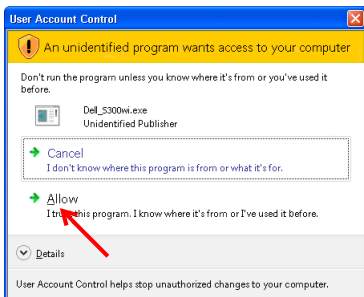 User Account Control
An unidentified program wants access to your computer
Don't run the program unless you know where it's from or you've used it
before.
Dell_S300wi.exe
Unidentified Publisher
Cancel
I don't know where this program is from or what it's for.
Allow
I trust this program. I know where it's from or I've used it before.
Details
User Account Control helps stop unauthorized changes to your computer.